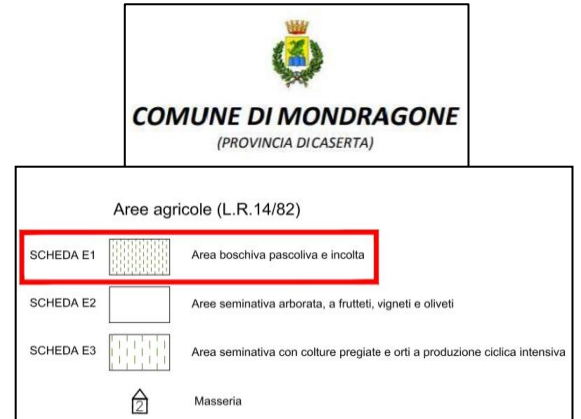 COMUNE DI MONDRAGONE
(PROVINCIA DI CASERTA)
Aree agricole (L.R.14/82)
SCHEDA E1 Area boschiva pascoliva e incolta
SCHEDA E2 Aree seminativa arborata, a frutteti, vigneti e oliveti
SCHEDA E3 Area seminativa con colture pregiate e orti a produzione ciclica intensiva
2 Masseria